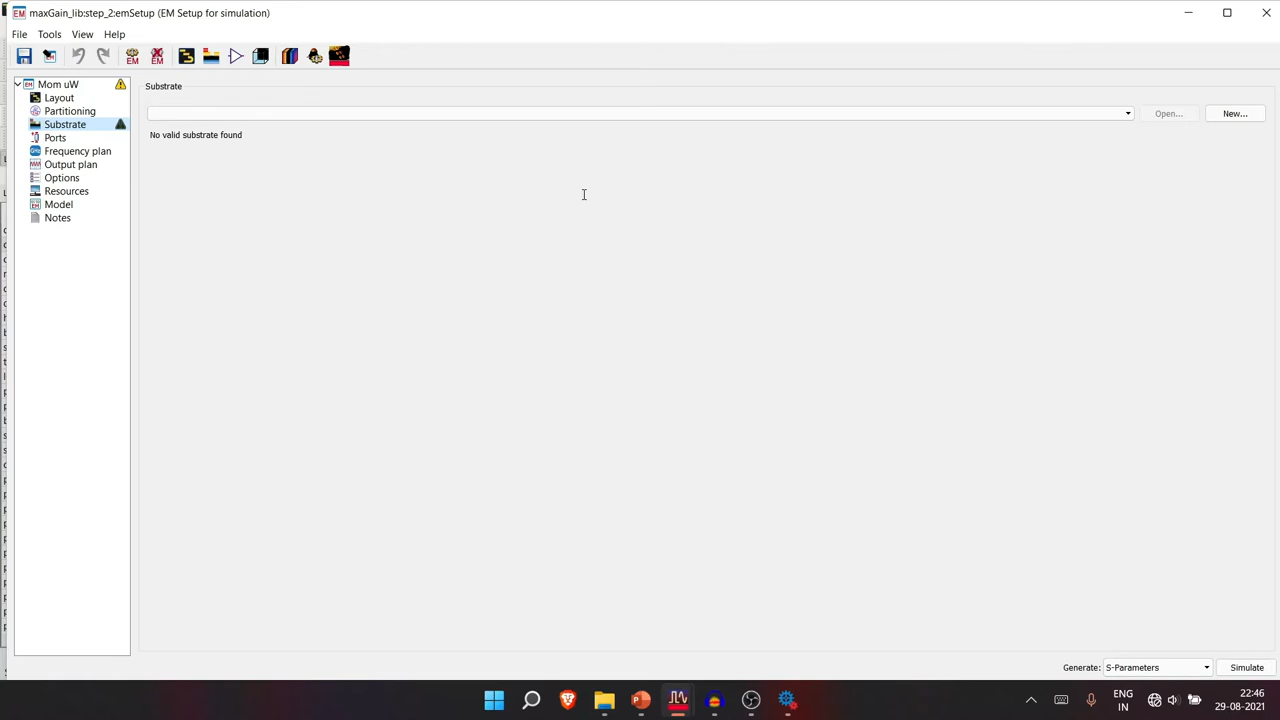 maxGain_lib:step_2:emSetup (EM Setup for simulation)
File Tools View Help
Mom uW
Layout
Partitioning
Substrate
Ports
Frequency plan
Output plan
Options
Resources
Model
Notes
Substrate
Open...
New...
No valid substrate found
Generate: S-Parameters Simulate
ENG
IN
22:46
29-08-2021